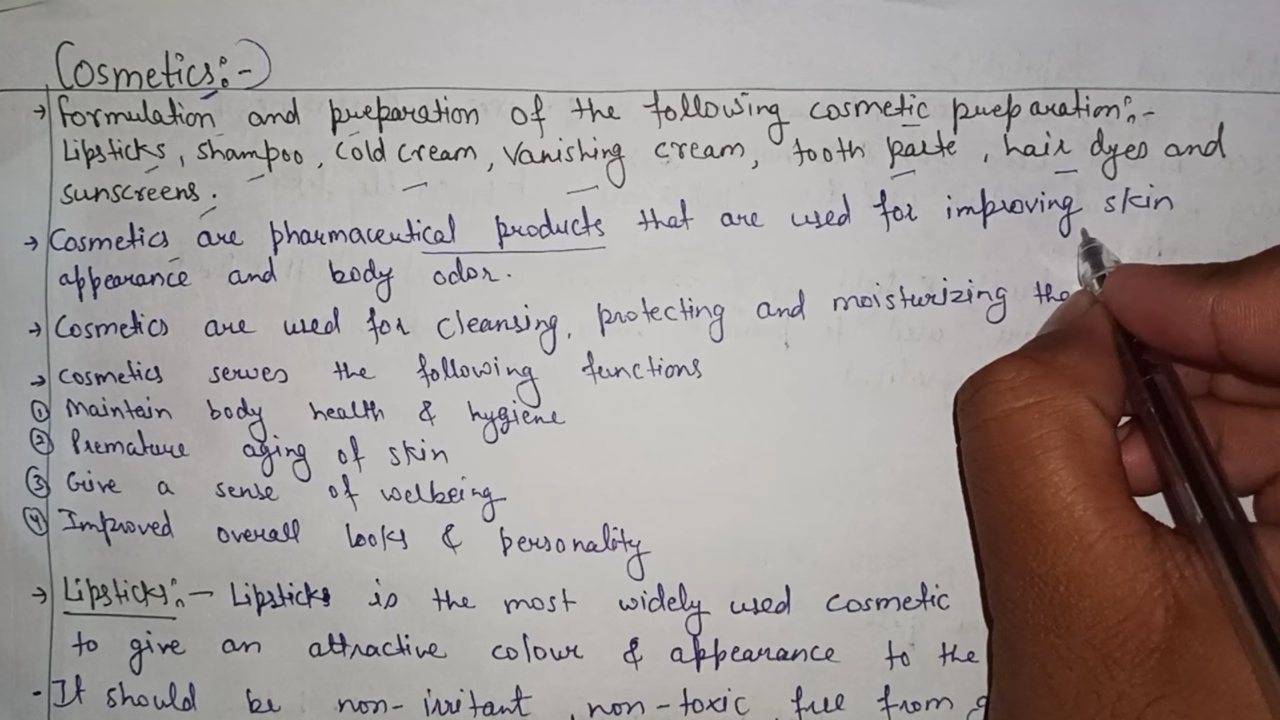 Cosmetics:-
→ Formulation and preparation of the following cosmetic preparation:-
Lipsticks, shampoo, cold cream, vanishing cream, tooth paste, hair dyes and
sunscreens.
→ Cosmetics are pharmaceutical products that are used for improving skin
appearance and body odor.
→ Cosmetics are used for cleansing, protecting and moisturizing the
→ Cosmetics serves the following functions
① Maintain body health & hygiene
② Premature aging of skin
③ Give a sense of welbeing
④ Improved overall looks & personality
→ Lipsticks:- Lipsticks is the most widely used cosmetic
to give an attractive colour & appearance to the
- It should be non-irritant, non-toxic, free from